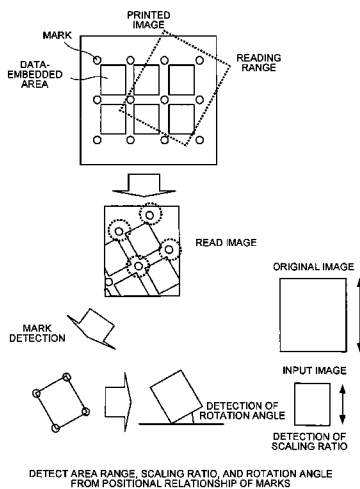 PRINTED
IMAGE
MARK
DATA-
EMBEDDED
AREA
READING
RANGE
READ IMAGE
ORIGINAL IMAGE
MARK
DETECTION
INPUT IMAGE
DETECTION OF
ROTATION ANGLE
DETECTION OF
SCALING RATIO
DETECT AREA RANGE, SCALING RATIO, AND ROTATION ANGLE
FROM POSITIONAL RELATIONSHIP OF MARKS